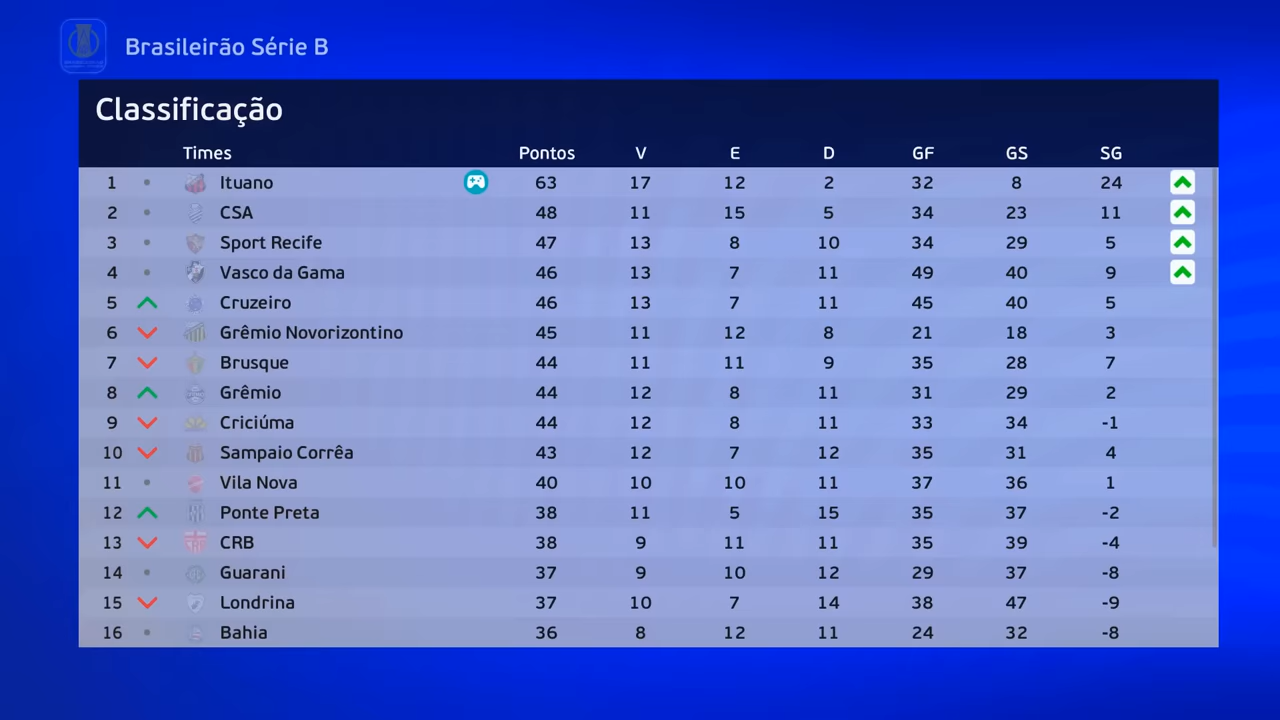 Brasileirão Série B
Classificação
Times Pontos V E D GF GS SG
1 Ituano 63 17 12 2 32 8 24
2 CSA 48 11 15 5 34 23 11
3 Sport Recife 47 13 8 10 34 29 5
4 Vasco da Gama 46 13 7 11 49 40 9
5 Cruzeiro 46 13 7 11 45 40 5
6 Grêmio Novorizontino 45 11 12 8 21 18 3
7 Brusque 44 11 11 9 35 28 7
8 Grêmio 44 12 8 11 31 29 2
9 Criciúma 44 12 8 11 33 34 -1
10 Sampaio Corrêa 43 12 7 12 35 31 4
11 Vila Nova 40 10 10 11 37 36 1
12 Ponte Preta 38 11 5 15 35 37 -2
13 CRB 38 9 11 11 35 39 -4
14 Guarani 37 9 10 12 29 37 -8
15 Londrina 37 10 7 14 38 47 -9
16 Bahia 36 8 12 11 24 32 -8